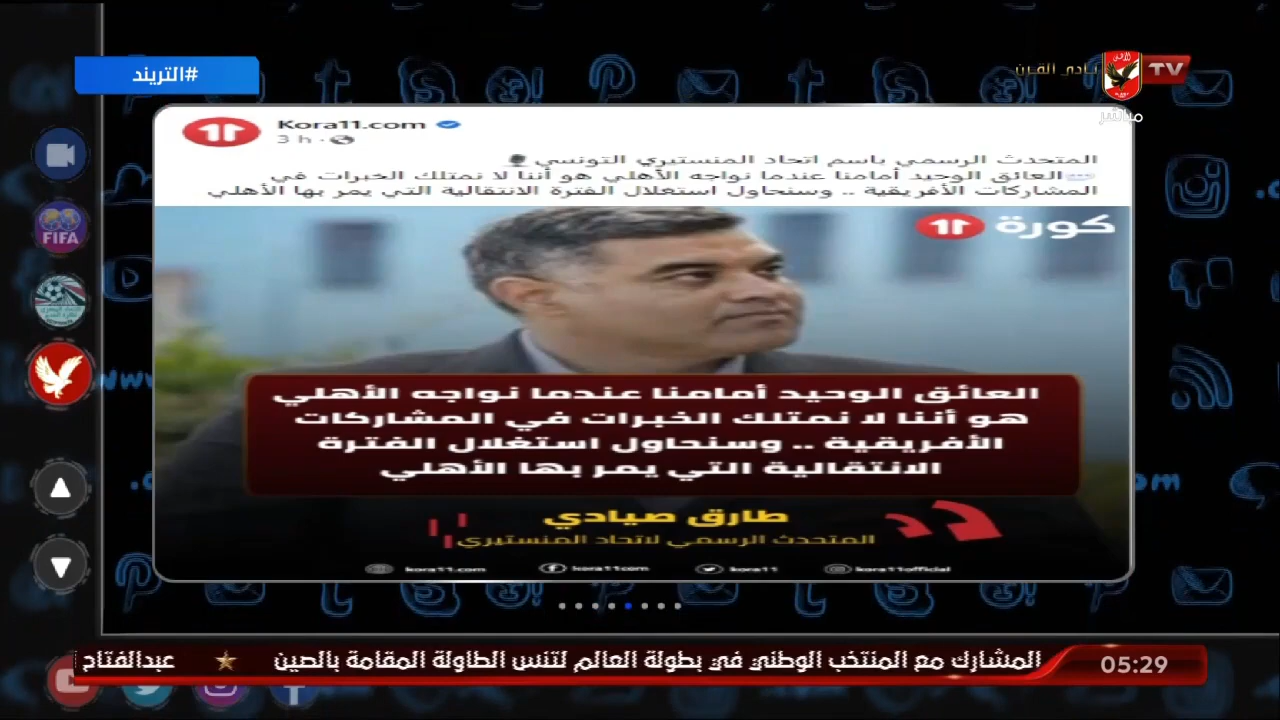 #التريند
نادي القرن
TV
مباشر
Kora11.com
3 h ·
المتحدث الرسمي باسم اتحاد المنستيري التونسي
العائق الوحيد أمامنا عندما نواجه الأهلي هو أننا لا نمتلك الخبرات في
المشاركات الأفريقية .. وسنحاول استغلال الفترة الانتقالية التي يمر بها الأهلي
كورة 11
FIFA
العائق الوحيد أمامنا عندما نواجه الأهلي
هو أننا لا نمتلك الخبرات في المشاركات
الأفريقية .. وسنحاول استغلال الفترة
الانتقالية التي يمر بها الأهلي
طارق صيادي
المتحدث الرسمي لاتحاد المنستيري
kora11.com kora11com kora11 kora11official
المشارك مع المنتخب الوطني في بطولة العالم لتنس الطاولة المقامة بالصين
عبدالفتاح
05:29